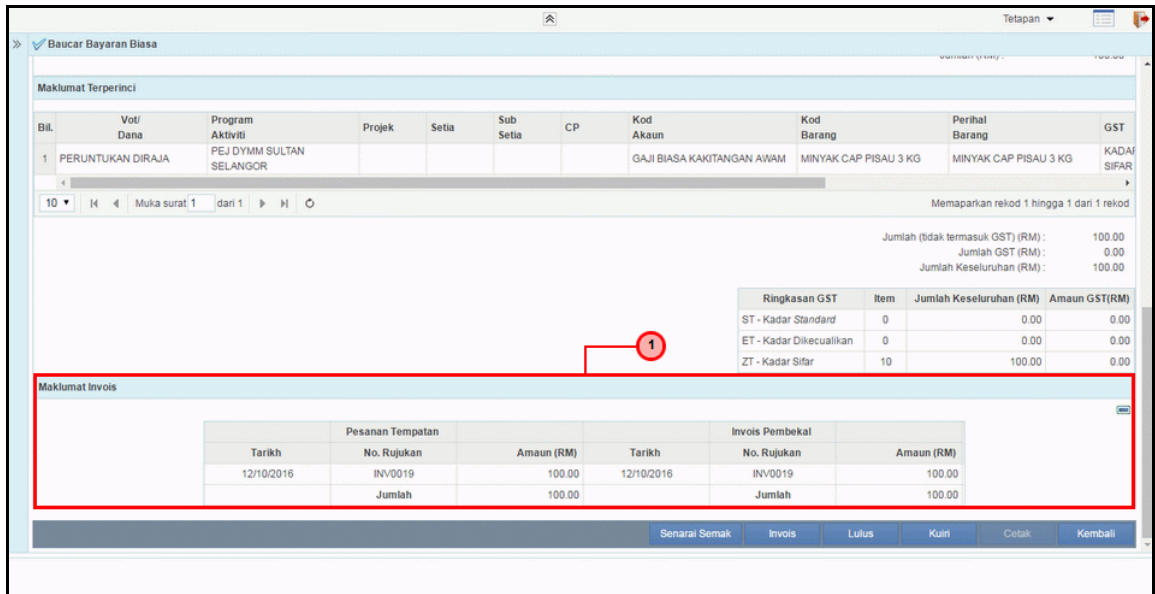 Tetapan
Baucar Bayaran Biasa
Maklumat Terperinci
Bil. Vot/ Dana Program Aktiviti Projek Setia Sub Setia CP Kod Akaun Kod Barang Perihal Barang GST
1 PERUNTUKAN DIRAJA PEJ DYMM SULTAN SELANGOR GAJI BIASA KAKITANGAN AWAM MINYAK CAP PISAU 3 KG MINYAK CAP PISAU 3 KG SIFAR
10 Muka surat 1 dari 1 Memaparkan rekod 1 hingga 1 dari 1 rekod
Jumlah (tidak termasuk GST) (RM) : 100.00
Jumlah GST (RM) : 0.00
Jumlah Keseluruhan (RM) : 100.00
Ringkasan GST Item Jumlah Keseluruhan (RM) Amaun GST(RM)
ST - Kadar Standard 0 0.00 0.00
ET - Kadar Dikecualikan 0 0.00 0.00
ZT - Kadar Sifar 10 100.00 0.00
1
Maklumat Invois
Pesanan Tempatan Invois Pembekal
Tarikh No. Rujukan Amaun (RM) Tarikh No. Rujukan Amaun (RM)
12/10/2016 INV0019 100.00 12/10/2016 INV0019 100.00
Jumlah 100.00 Jumlah 100.00
Senarai Semak Invois Lulus Kuiri Cetak Kembali